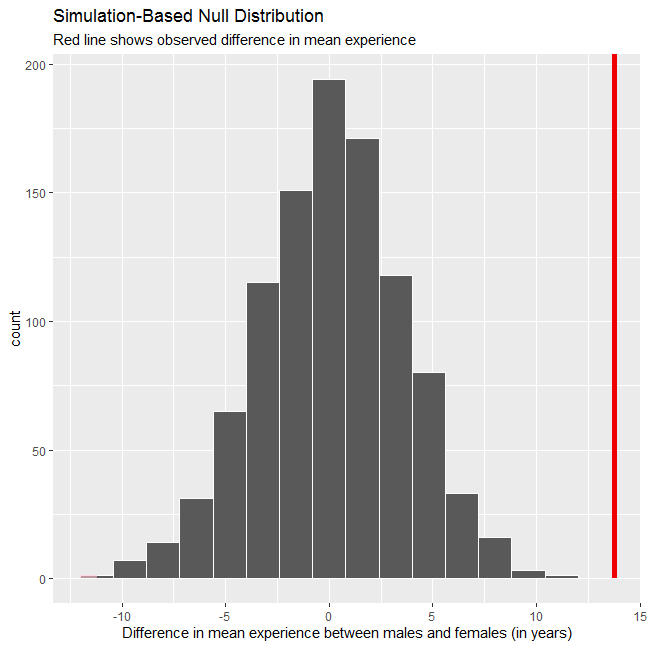 Simulation-Based Null Distribution
Red line shows observed difference in mean experience
200
150
100
50
0
count
-10 -5 0 5 10 15
Difference in mean experience between males and females (in years)